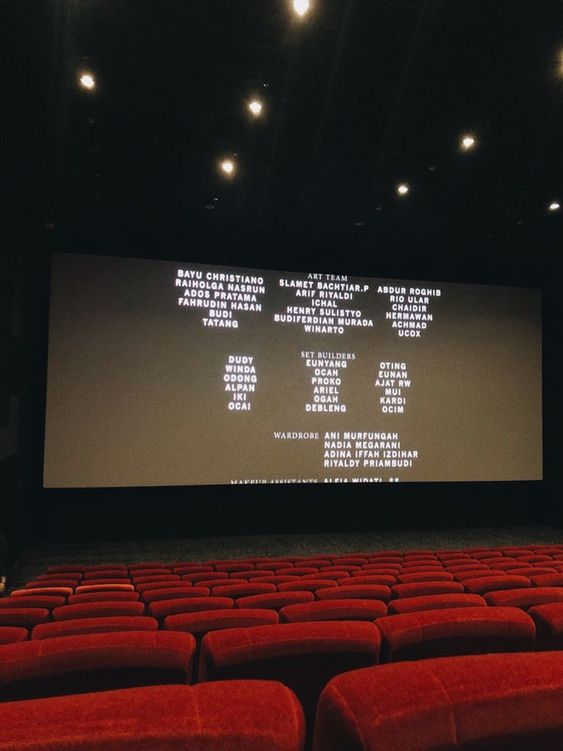 ART TEAM
BAYU CHRISTIANO SLAMET BACHTIAR.P ABDUR ROGHIB
RAIHOLGA NASRUN ARIF RIYALDI RIO ULAR
ADOS PRATAMA ICHAL CHAIDIR
FAHRUDIN HASAN HENRY SULISTYO HERMAWAN
BUDI BUDIFERDIAN MURADA ACHMAD
TATANG WINARTO UCOX
SET BUILDERS
DUDY EUNYANG OTING
WINDA OCAH EUNAN
ODONG PROKO AJAT RW
ALPAN ARIEL MUI
IKI OGAH KARDI
OCAI DEBLENG OCIM
WARDROBE ANI MURFUNGAH
NADIA MEGARANI
ADINA IFFAH IZDIHAR
RIYALDY PRIAMBUDI
MAKEUP ASSISTANTS